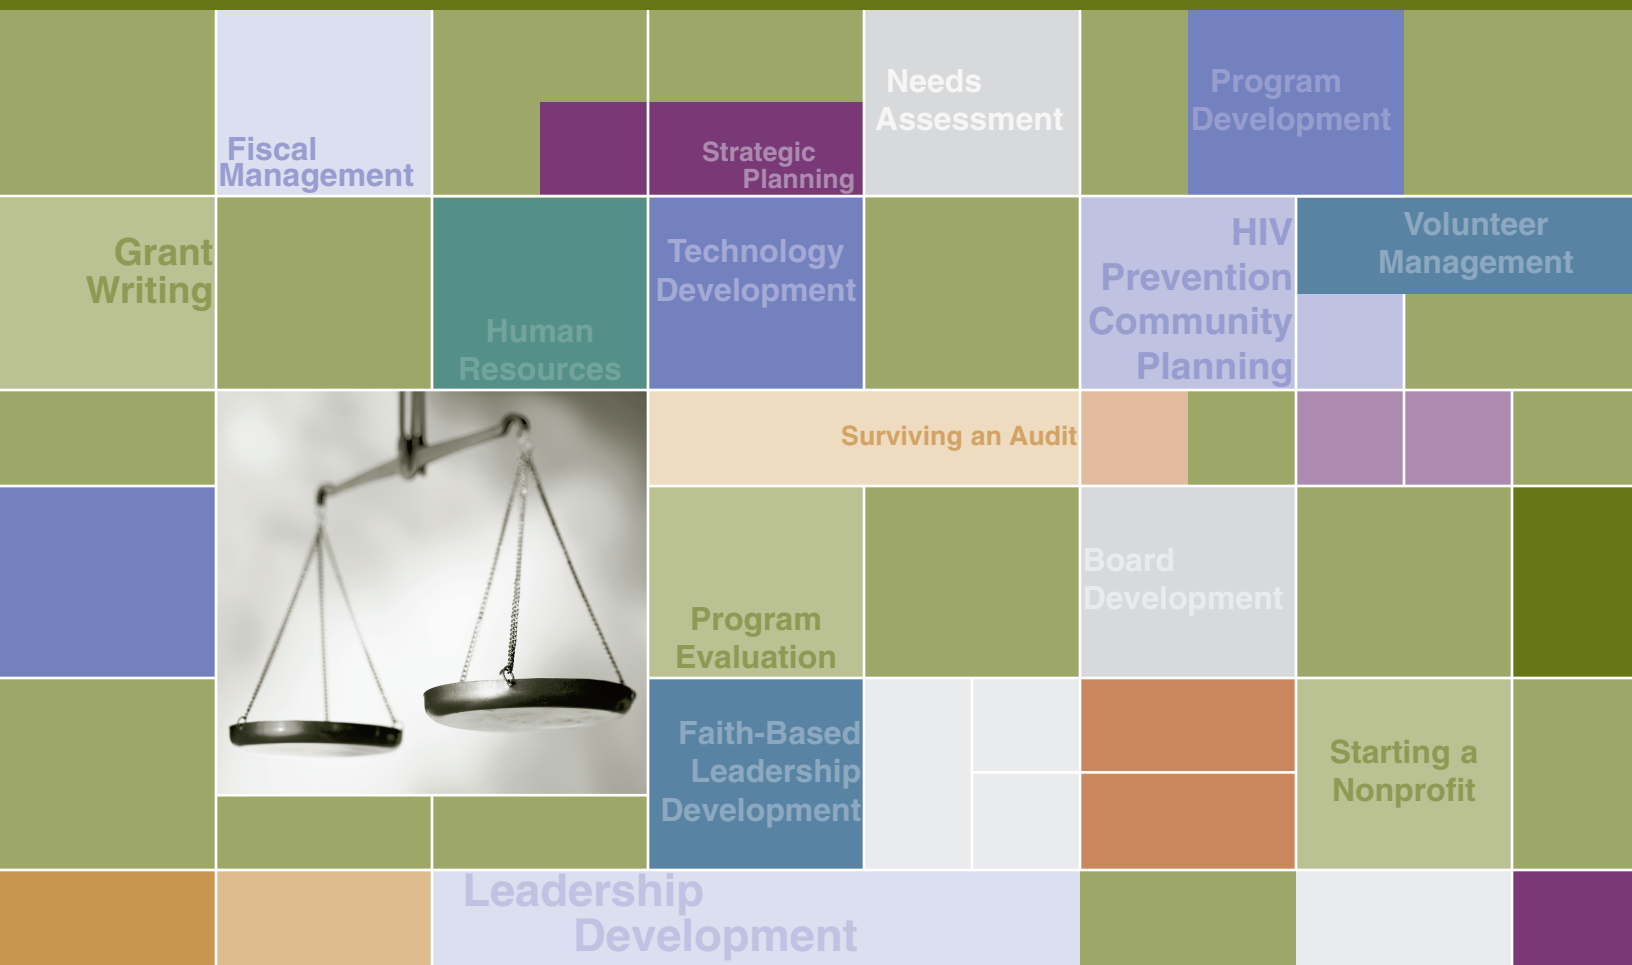 Needs
Assessment
Program
Development
Fiscal
Management
Strategic
Planning
Grant
Writing
Human
Resources
Technology
Development
HIV
Prevention
Community
Planning
Volunteer
Management
Surviving an Audit
Program
Evaluation
Board
Development
Faith-Based
Leadership
Development
Starting a
Nonprofit
Leadership
Development